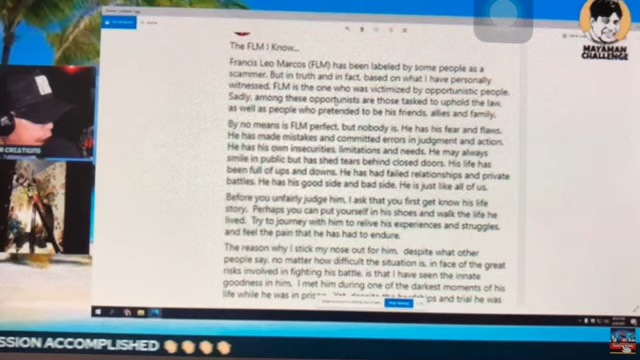 The FLM I Know...
Francis Leo Marcos (FLM) has been labeled by some people as a
scammer. But in truth and in fact, based on what I have personally
witnessed, FLM is the one who was victimized by opportunistic people.
Sadly, among these opportunists are those tasked to uphold the law,
as well as people who pretended to be his friends, allies and family.
By no means is FLM perfect, but nobody is. He has his fear and flaws.
He has made mistakes and committed errors in judgment and action.
He has his own insecurities, limitations and needs. He may always
smile in public but has shed tears behind closed doors. His life has
been full of ups and downs. He has had failed relationships and private
battles. He has his good side and bad side. He is just like all of us.
Before you unfairly judge him, I ask that you first get know his life
story. Perhaps you can put yourself in his shoes and walk the life he
lived. Try to journey with him to relive his experiences and struggles,
and feel the pain that he has had to endure.
The reason why I stick my nose out for him, despite what other
people say, no matter how difficult the situation is, in face of the great
risks involved in fighting his battle, is that I have seen the innate
goodness in him. I met him during one of the darkest moments of
life while he was in and trial he was
MAYAMAN
CHALLENGE
CREATIONS
SSION ACCOMPLISHED 👏👏👏👏